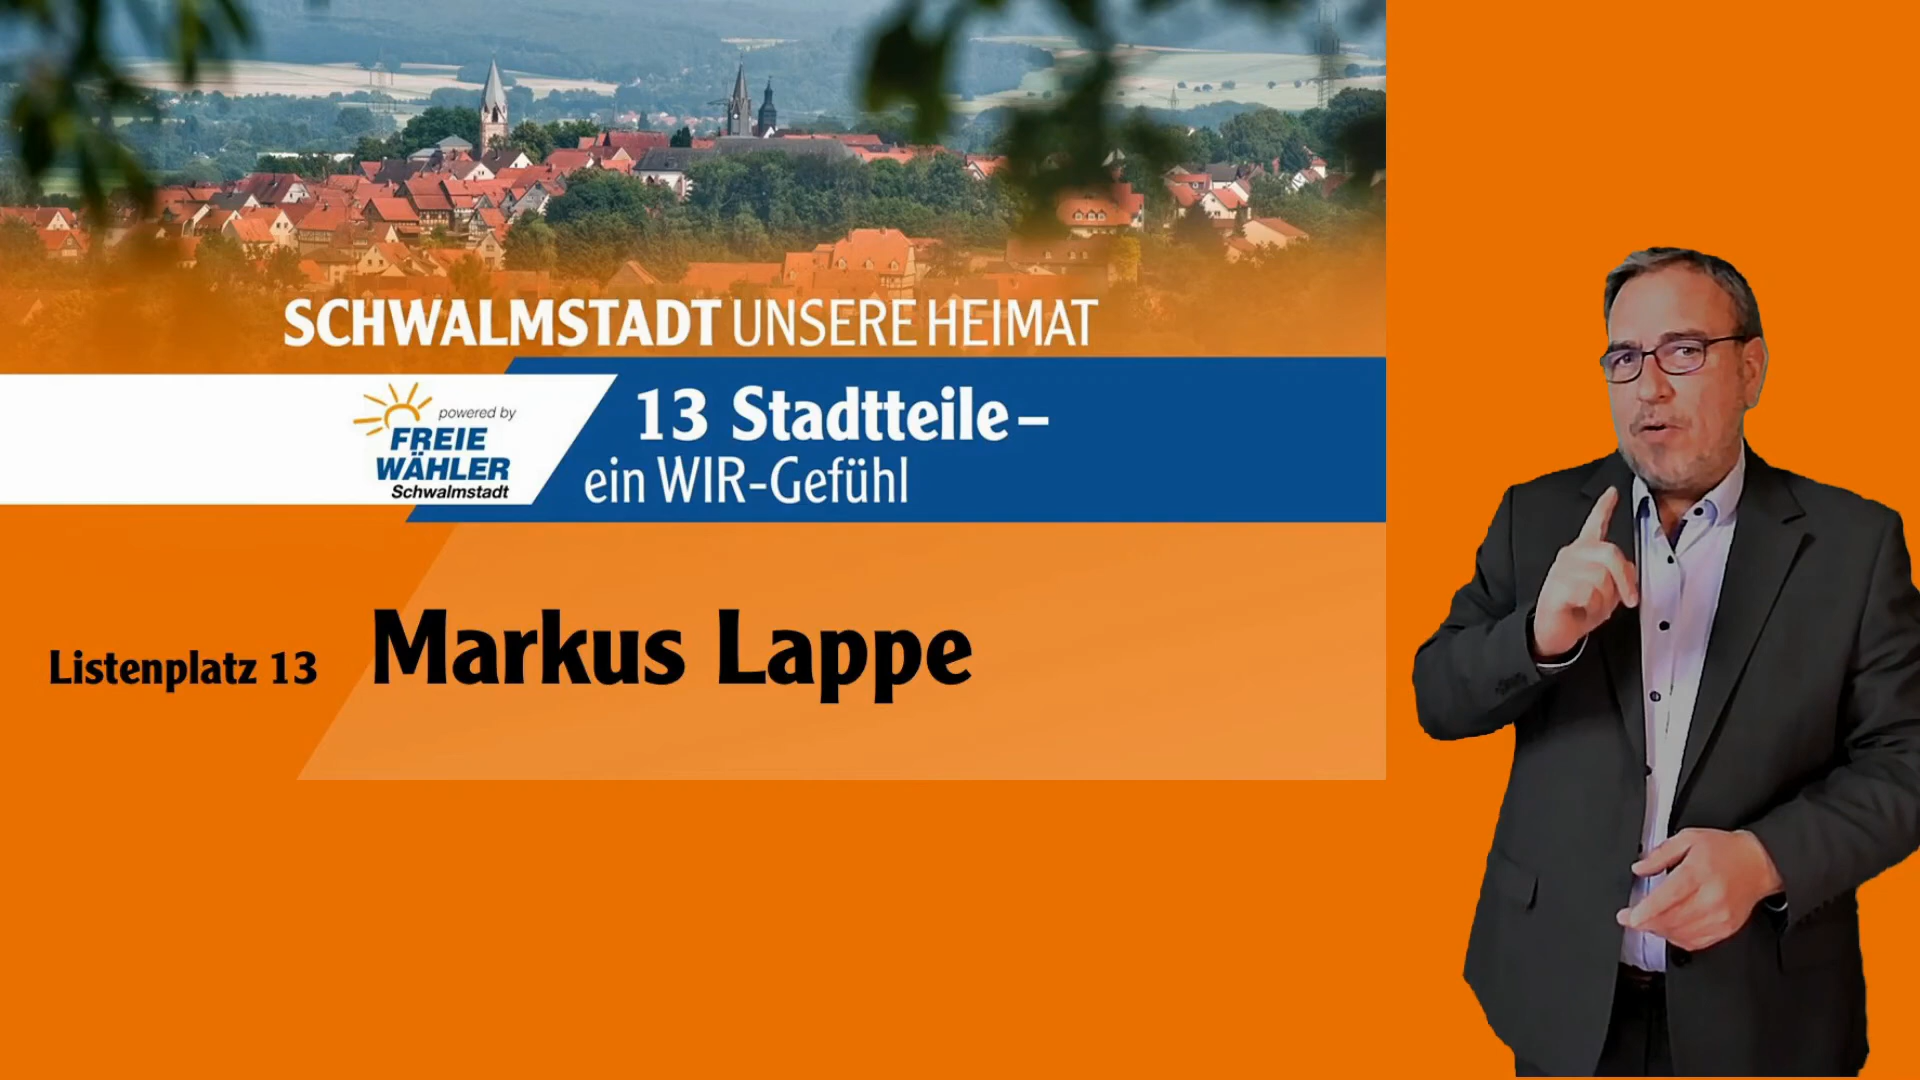 SCHWALMSTADT UNSERE HEIMAT
powered by
FREIE
WÄHLER
Schwalmstadt
13 Stadtteile –
ein WIR-Gefühl
Listenplatz 13 Markus Lappe